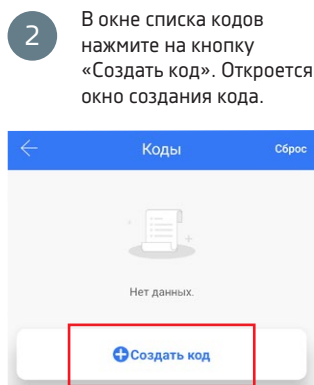 2
В окне списка кодов
нажмите на кнопку
«Создать код». Откроется
окно создания кода.
Коды Сброс
Нет данных.
Создать код